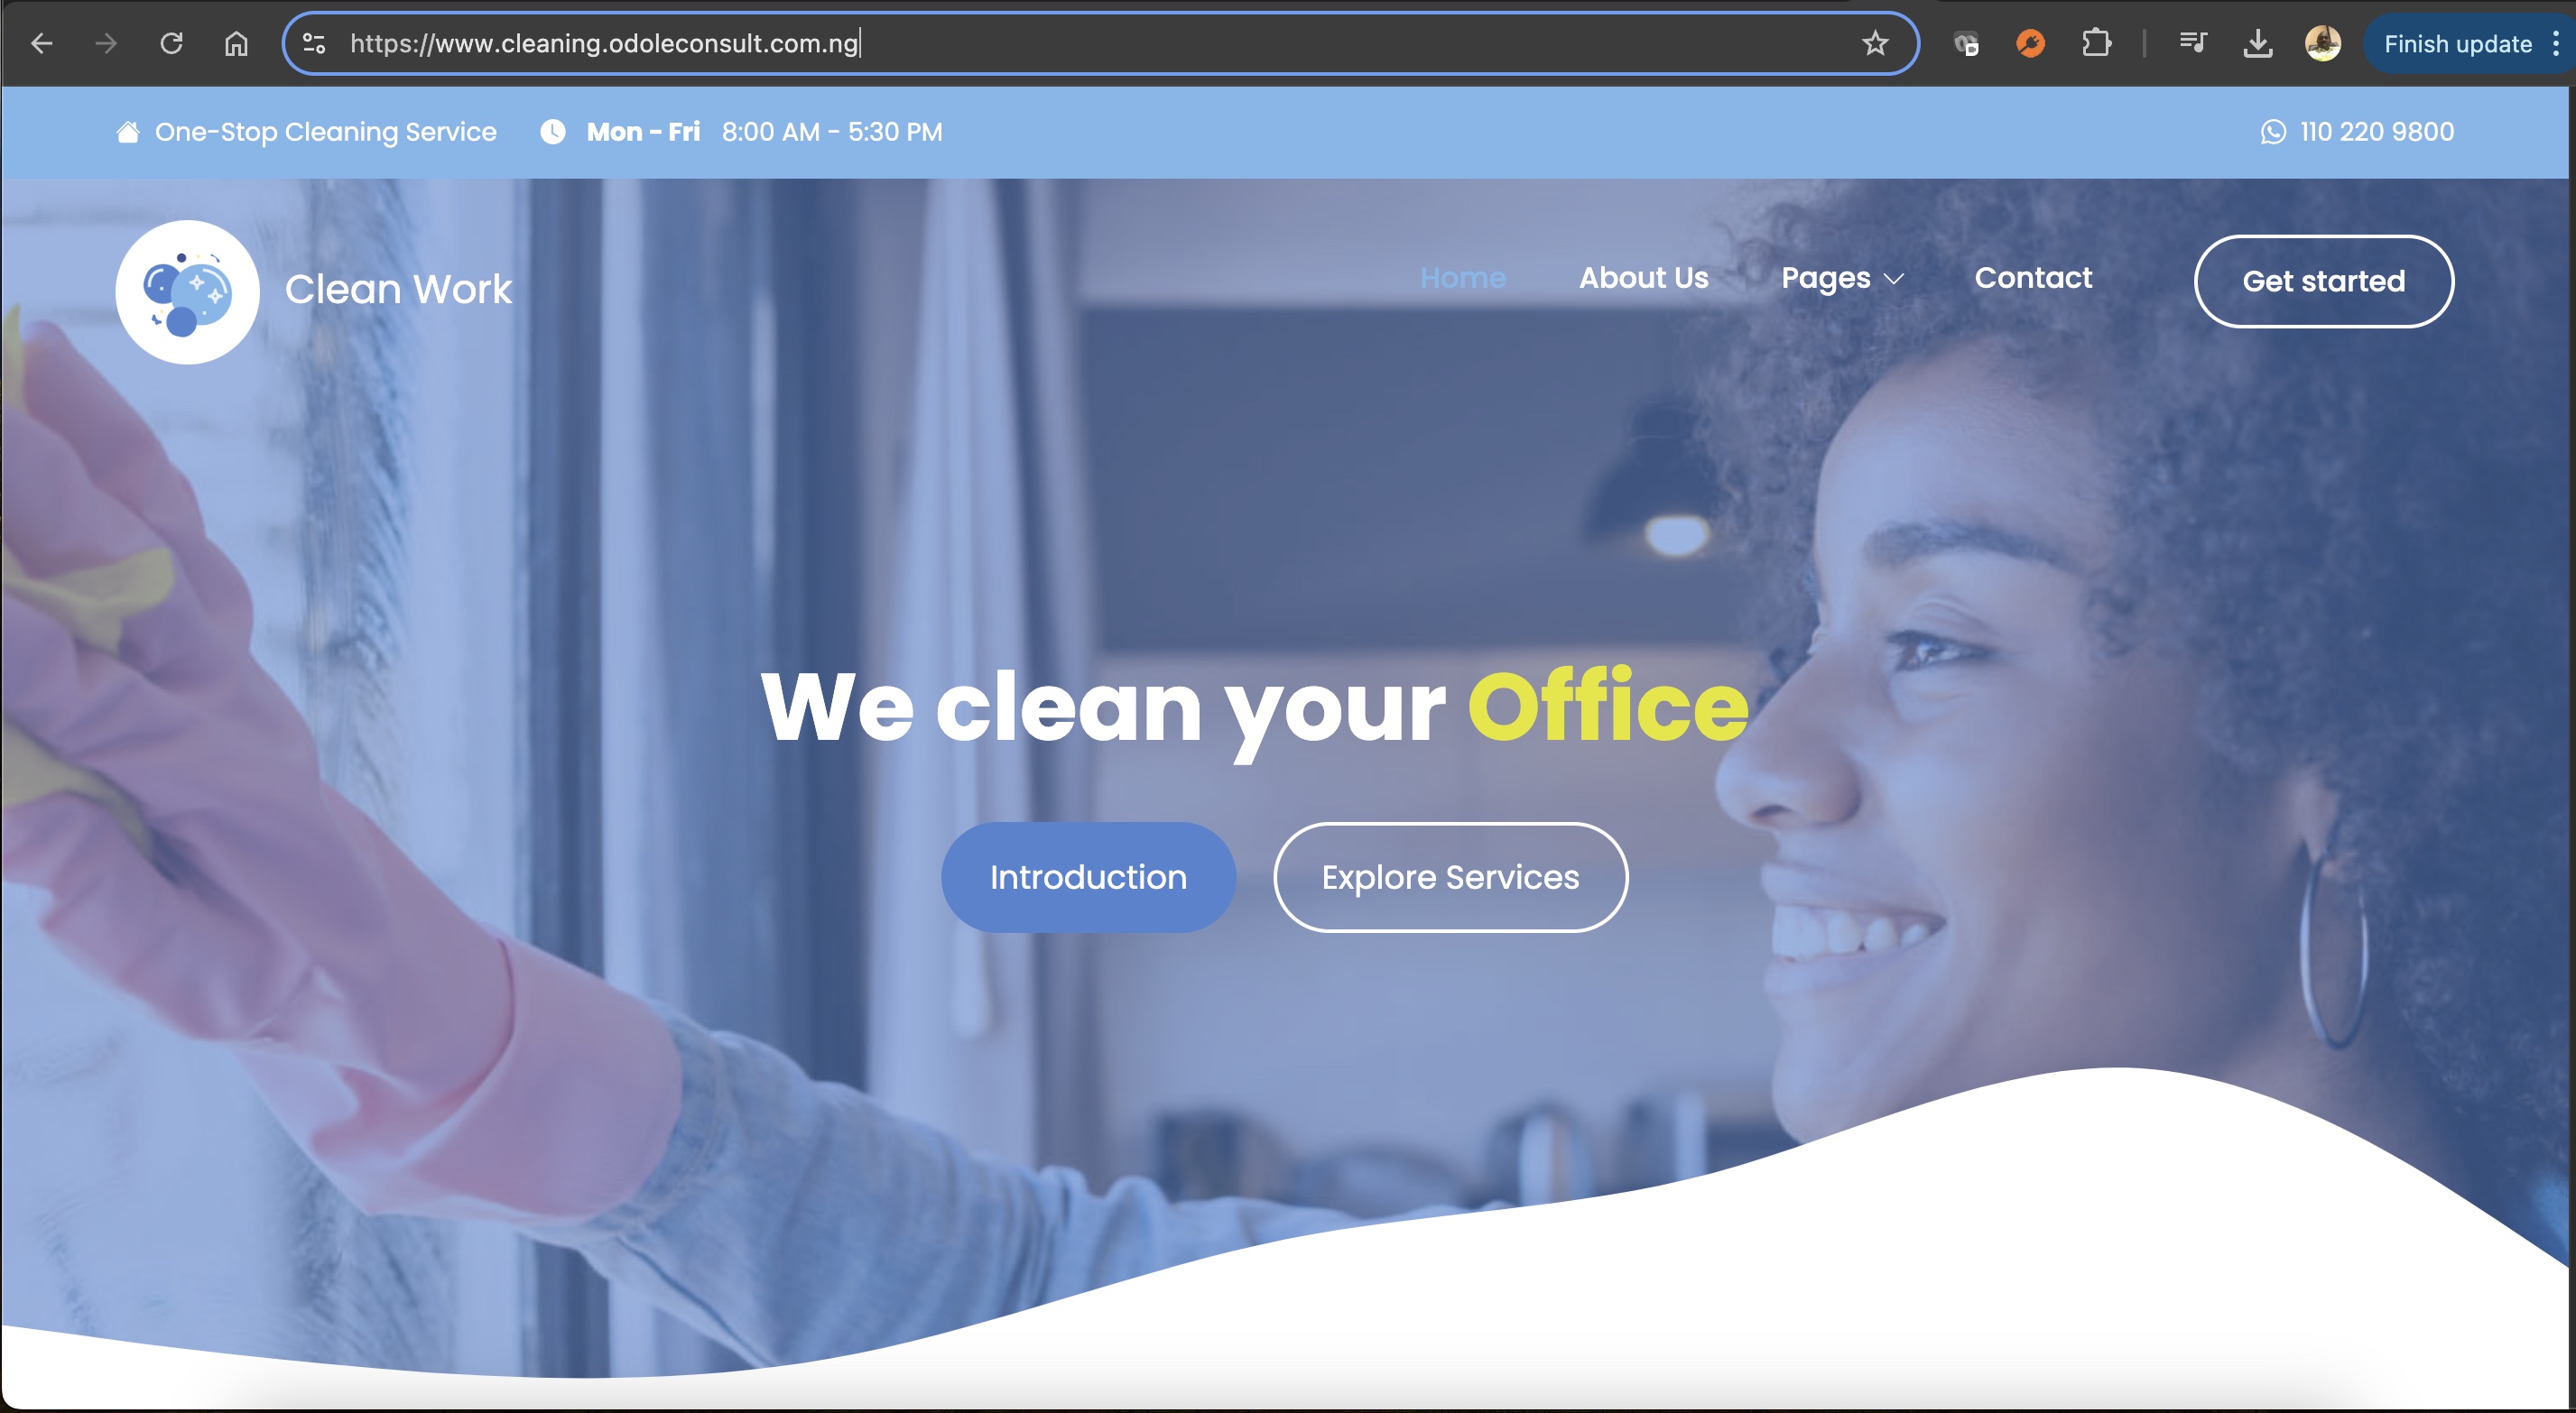 https://www.cleaning.odoleconsult.com.ng
Finish update
One-Stop Cleaning Service Mon - Fri 8:00 AM - 5:30 PM
110 220 9800
Clean Work
Home About Us Pages Contact Get started
We clean your Office
Introduction Explore Services